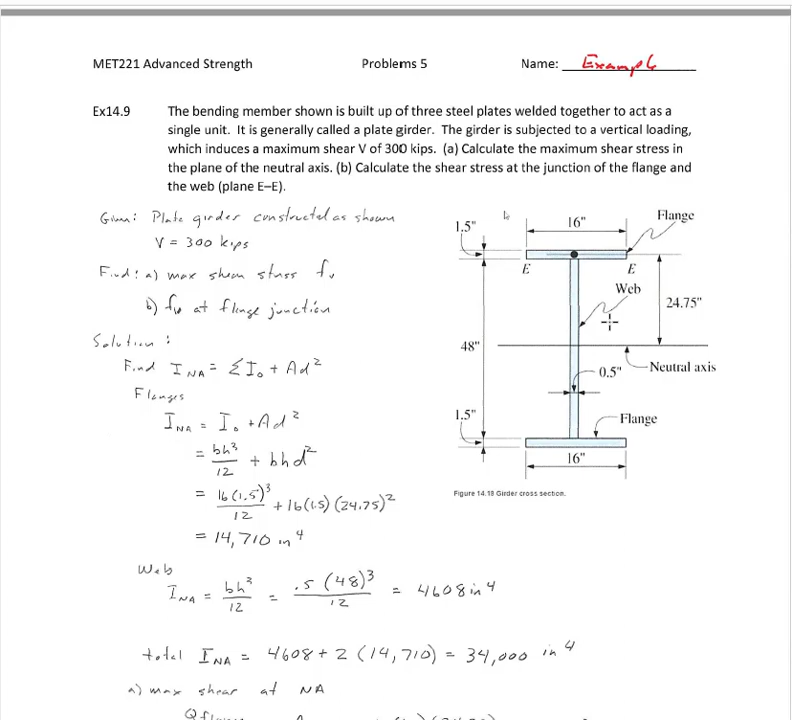 MET221 Advanced Strength Problems 5 Name: Example
Ex14.9 The bending member shown is built up of three steel plates welded together to act as a
single unit. It is generally called a plate girder. The girder is subjected to a vertical loading,
which induces a maximum shear V of 300 kips. (a) Calculate the maximum shear stress in
the plane of the neutral axis. (b) Calculate the shear stress at the junction of the flange and
the web (plane E–E).
Given: Plate girder constructed as shown
V = 300 kips
Find: a) max shear stress fv
b) fv at flange junction
Solution:
Find I NA = ΣI₀ + Ad²
Flanges
I NA = I₀ + Ad²
= bh³/12 + bhd²
= 16(1.5)³/12 + 16(1.5)(24.75)²
= 14,710 in⁴
Web
I NA = bh³/12 = .5(48)³/12 = 4608 in⁴
total I NA = 4608 + 2(14,710) = 34,000 in⁴
a) max shear at NA
16"
Flange
1.5"
E
E
Web
24.75"
48"
0.5"
Neutral axis
1.5"
Flange
16"
Figure 14.19 Girder cross section.